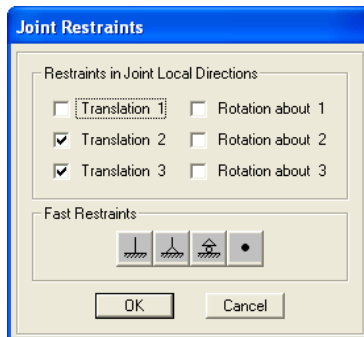 Joint Restraints
Restraints in Joint Local Directions
Translation 1 Rotation about 1
Translation 2 Rotation about 2
Translation 3 Rotation about 3
Fast Restraints
OK Cancel